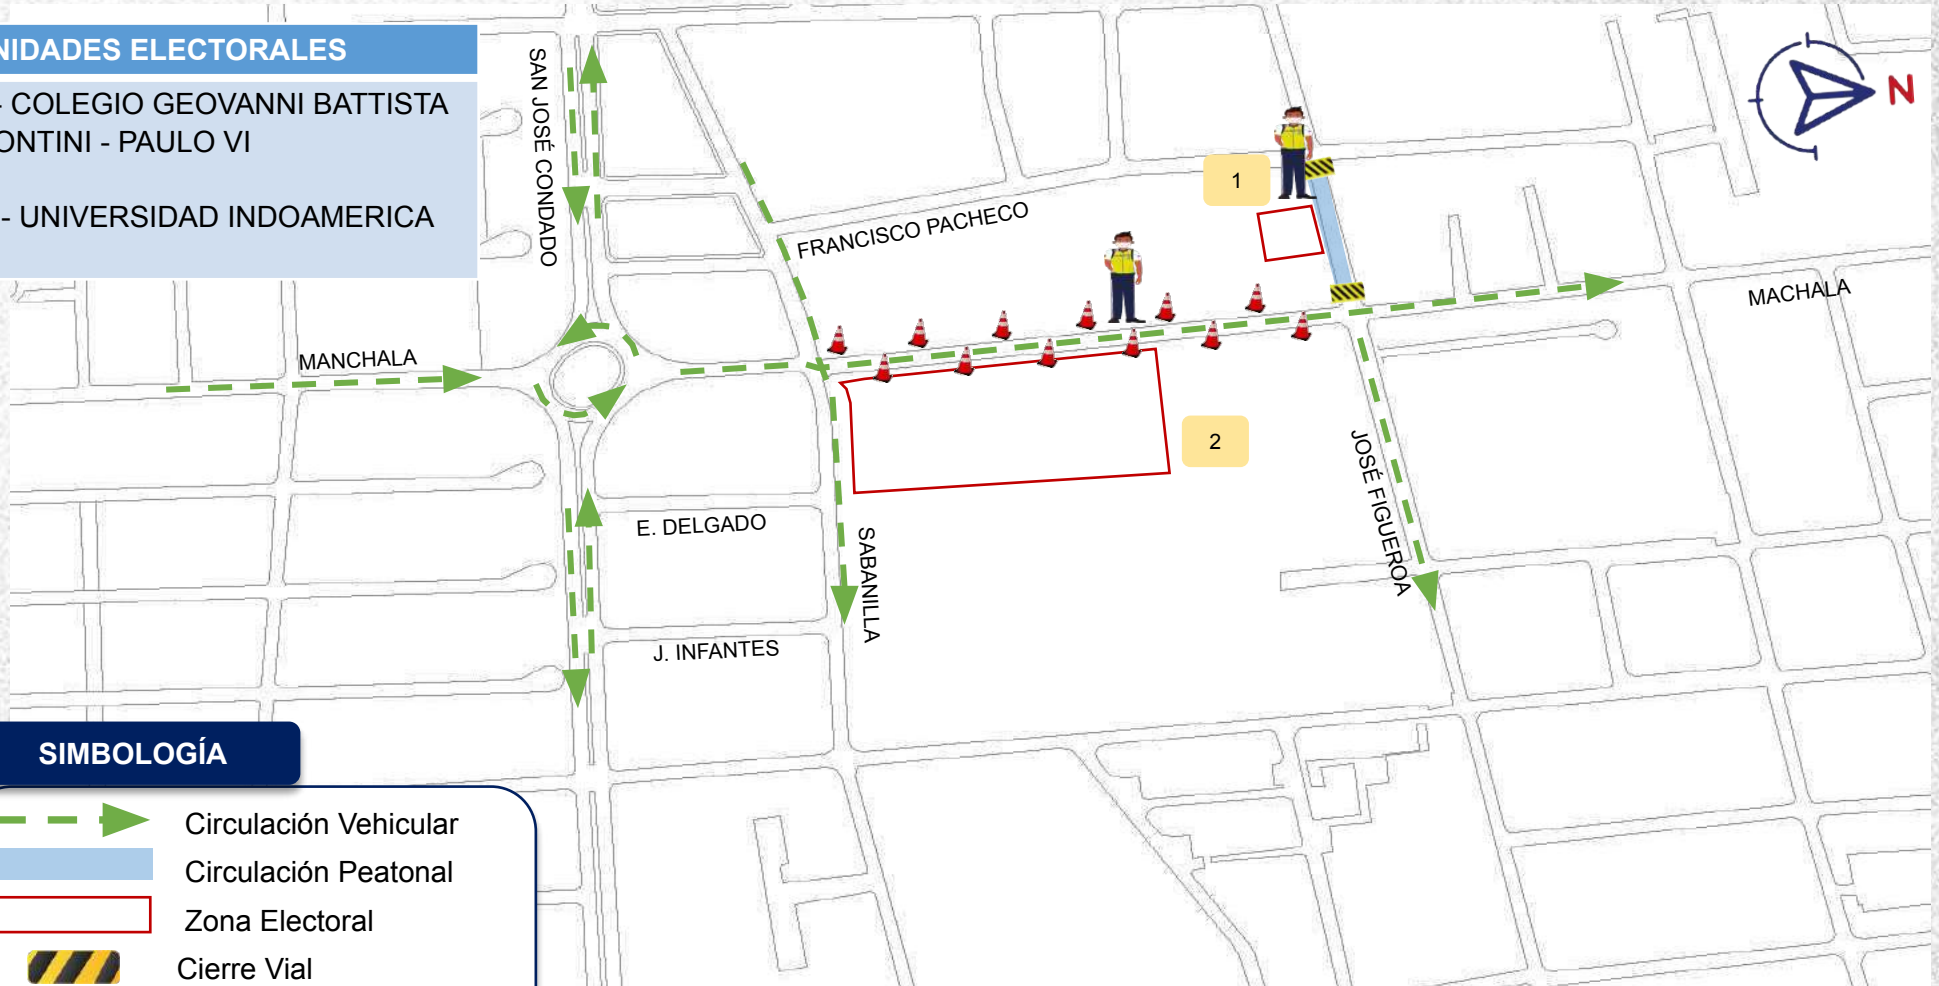 NIDADES ELECTORALES
- COLEGIO GEOVANNI BATTISTA
ONTINI - PAULO VI
- UNIVERSIDAD INDOAMERICA
SAN JOSÉ CONDADO
N
1
FRANCISCO PACHECO
MACHALA
MANCHALA
2
JOSÉ FIGUEROA
E. DELGADO
SABANILLA
J. INFANTES
SIMBOLOGÍA
Circulación Vehicular
Circulación Peatonal
Zona Electoral
Cierre Vial